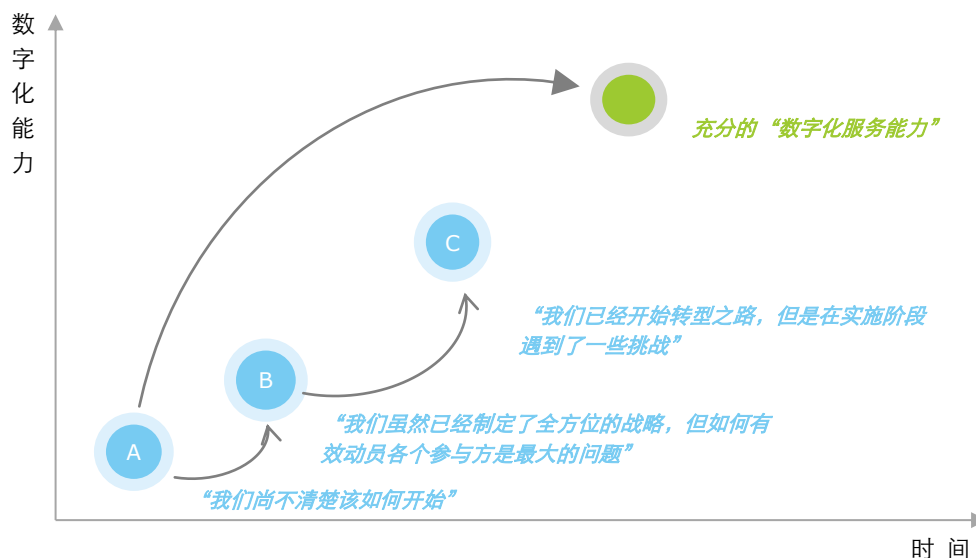 数字化能力
充分的“数字化服务能力”
C
“我们已经开始转型之路，但是在实施阶段
遇到了一些挑战”
B
“我们虽然已经制定了全方位的战略，但如何有
效动员各个参与方是最大的问题”
A
“我们尚不清楚该如何开始”
时 间